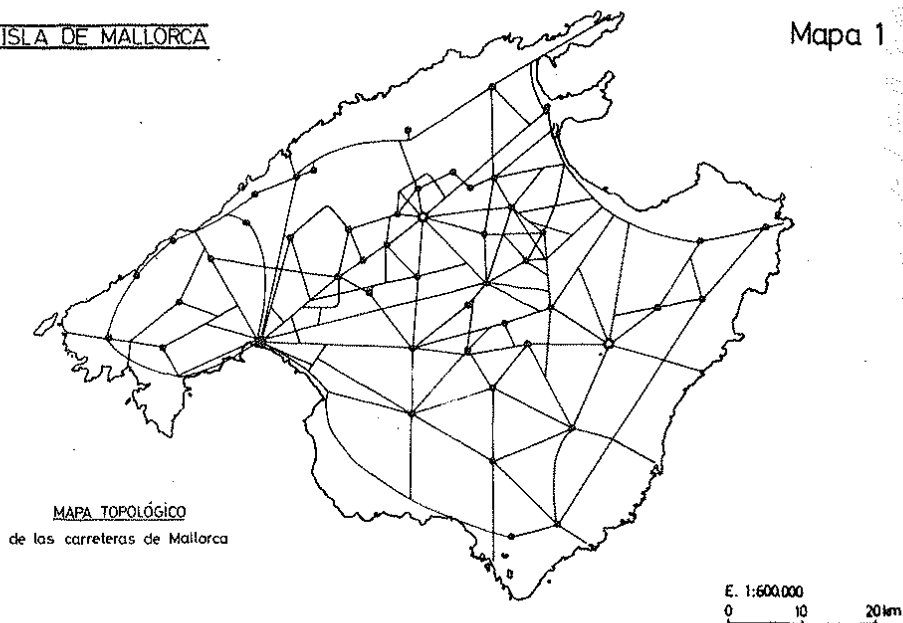 ISLA DE MALLORCA
Mapa 1
MAPA TOPOLÓGICO
de las carreteras de Mallorca
E. 1:600.000
0 10 20 km